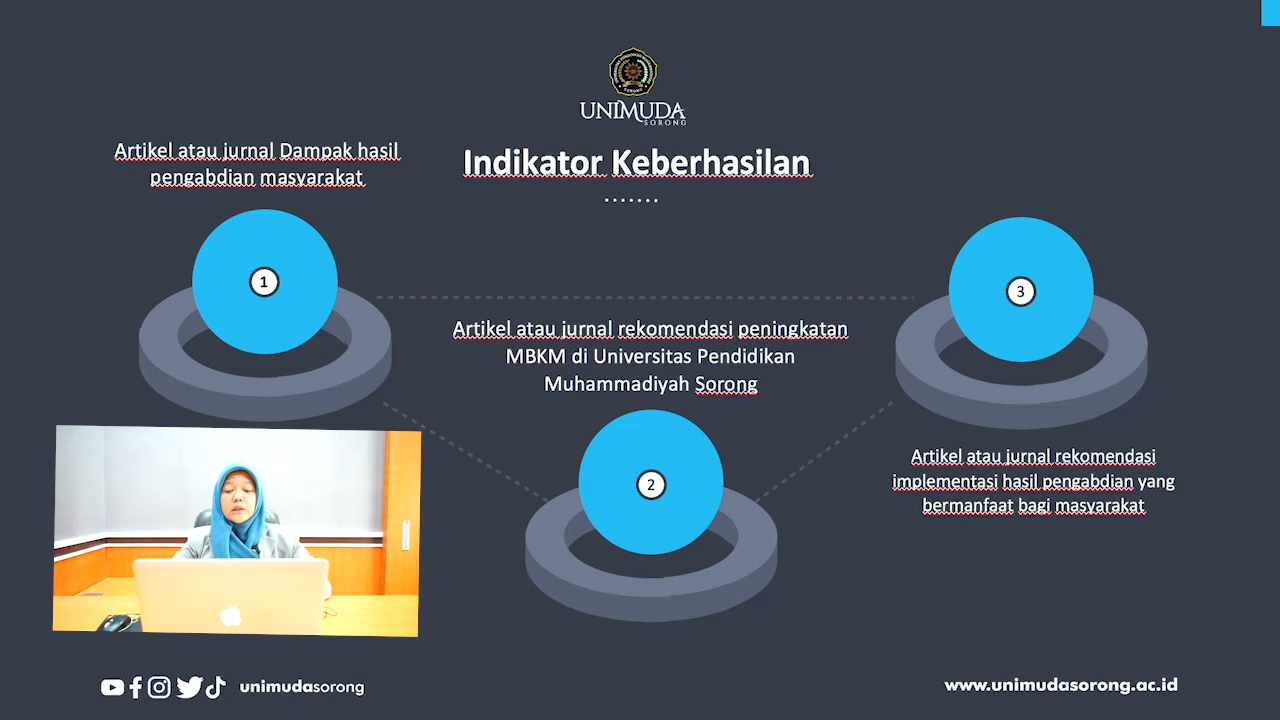 UNIMUDA
SORONG
Indikator Keberhasilan
Artikel atau jurnal Dampak hasil
pengabdian masyarakat
1
Artikel atau jurnal rekomendasi peningkatan
MBKM di Universitas Pendidikan
Muhammadiyah Sorong
2
3
Artikel atau jurnal rekomendasi
implementasi hasil pengabdian yang
bermanfaat bagi masyarakat
unimudasorong
www.unimudasorong.ac.id